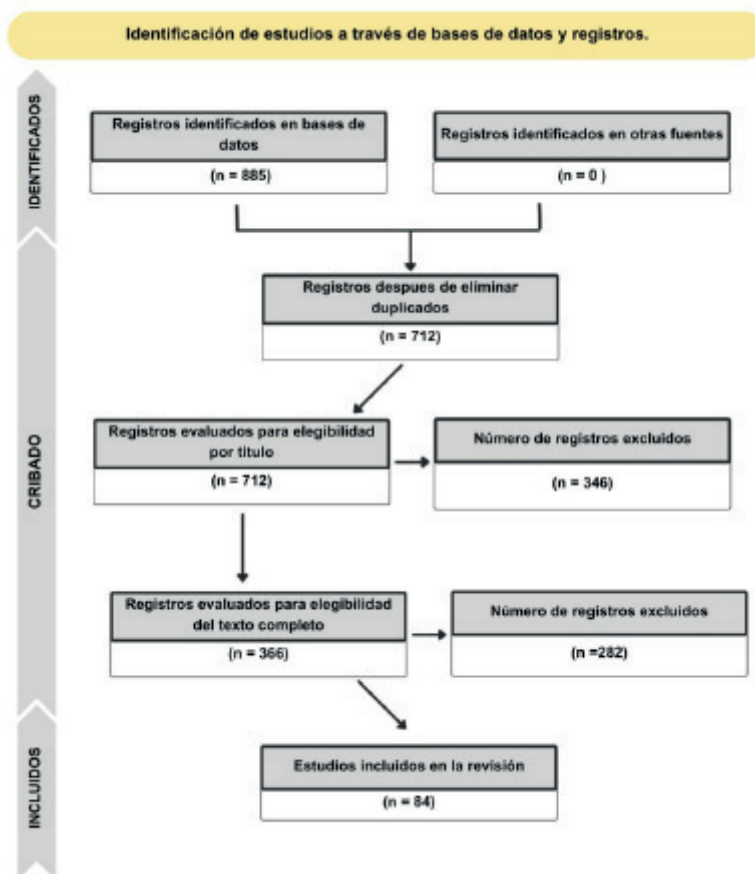 Identificación de estudios a través de bases de datos y registros.
IDENTIFICADOS
Registros identificados en bases de
datos
(n = 885)
Registros identificados en otras fuentes
(n = 0 )
CRIBADO
Registros despues de eliminar
duplicados
(n = 712)
Registros evaluados para elegibilidad
por titulo
(n = 712)
Número de registros excluidos
(n = 346)
Registros evaluados para elegibilidad
del texto completo
(n = 366)
Número de registros excluidos
(n =282)
INCLUIDOS
Estudios incluidos en la revisión
(n = 84)